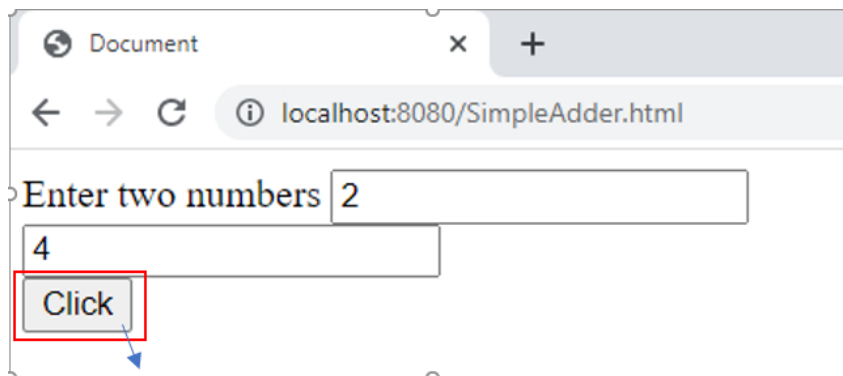 Document
localhost:8080/SimpleAdder.html
Enter two numbers 2
4
Click